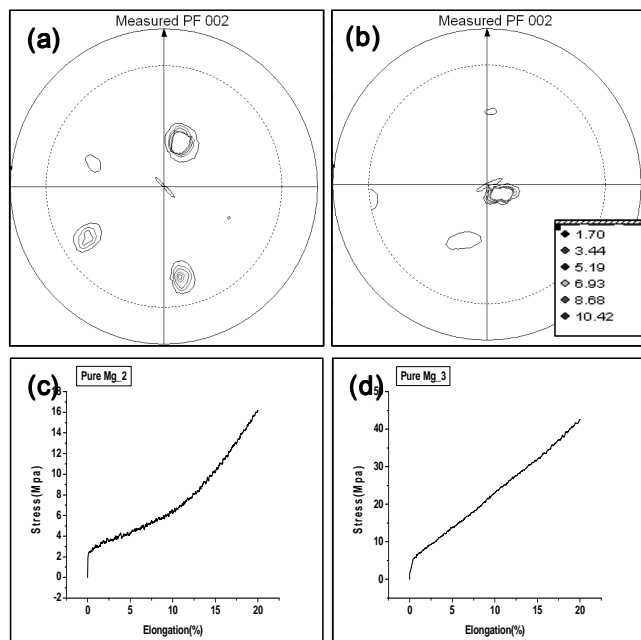 (a)
Measured PF 002
(b)
Measured PF 002
1.70
3.44
5.19
6.93
8.68
10.42
(c)
Pure Mg_2
18
16
14
12
10
8
6
4
2
0
-2
Stress(Mpa)
0 5 10 15 20
Elongation(%)
(d)
Pure Mg_3
50
40
30
20
10
0
Stress(Mpa)
0 5 10 15 20
Elongation(%)